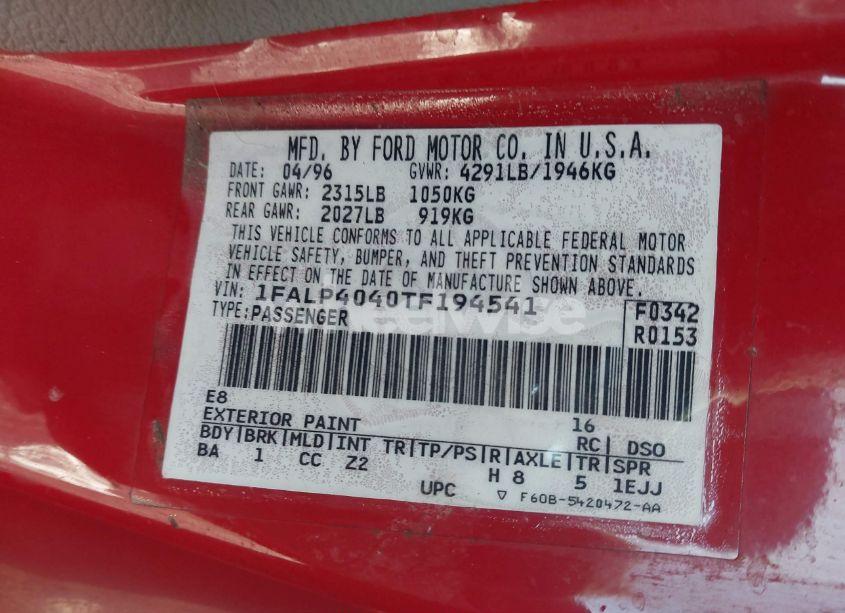 MFD. BY FORD MOTOR CO. IN U.S.A.
DATE: 04/96 GVWR: 4291LB/1946KG
FRONT GAWR: 2315LB 1050KG
REAR GAWR: 2027LB 919KG
THIS VEHICLE CONFORMS TO ALL APPLICABLE FEDERAL MOTOR
VEHICLE SAFETY, BUMPER, AND THEFT PREVENTION STANDARDS
IN EFFECT ON THE DATE OF MANUFACTURE SHOWN ABOVE.
VIN: 1FALP4040TF194541 F0342
TYPE: PASSENGER R0153
E8
EXTERIOR PAINT 16 RC DSO
BDY BRK MLD INT TR TP/PS R AXLE TR SPR
BA 1 CC Z2 H 8 5 1EJJ
UPC ▽ F60B-5420472-AA